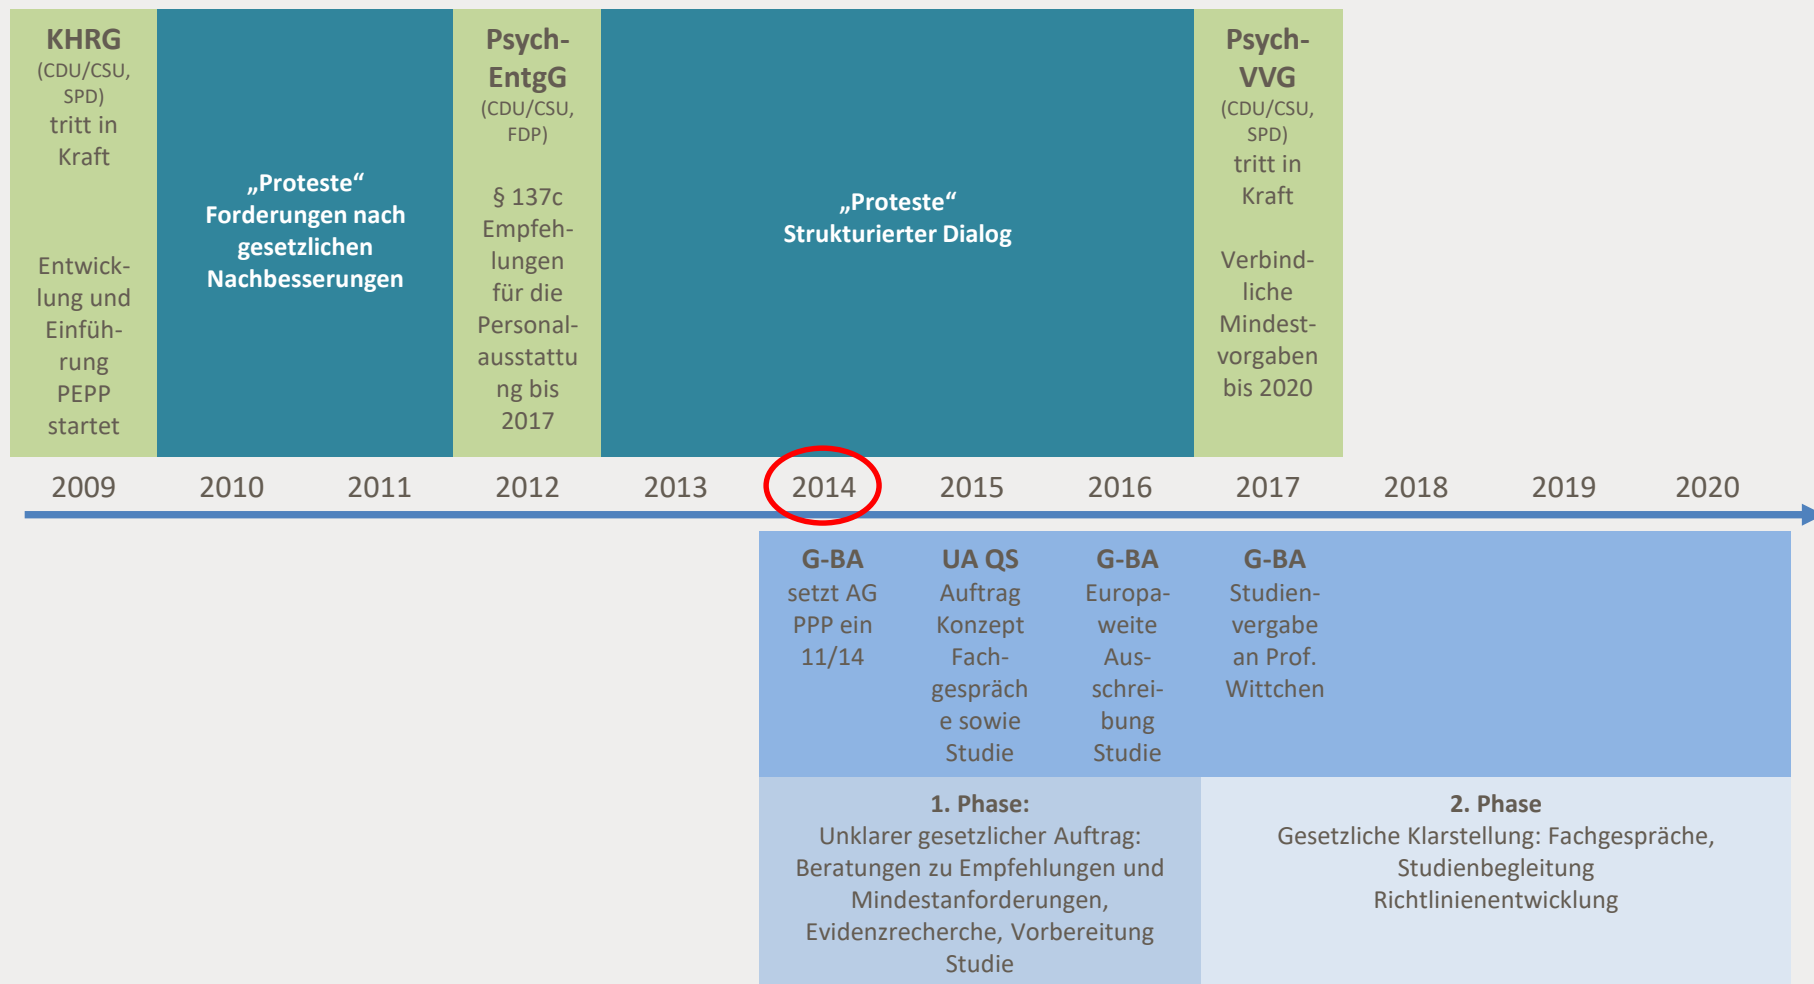 KHRG
(CDU/CSU,
SPD)
tritt in
Kraft
Entwick-
lung und
Einfüh-
rung
PEPP
startet
„Proteste“
Forderungen nach
gesetzlichen
Nachbesserungen
Psych-
EntgG
(CDU/CSU,
FDP)
§ 137c
Empfeh-
lungen
für die
Personal-
ausstattu
ng bis
2017
„Proteste“
Strukturierter Dialog
Psych-
VVG
(CDU/CSU,
SPD)
tritt in
Kraft
Verbind-
liche
Mindest-
vorgaben
bis 2020
2009 2010 2011 2012 2013 2014 2015 2016 2017 2018 2019 2020
G-BA
setzt AG
PPP ein
11/14
UA QS
Auftrag
Konzept
Fach-
gespräch
e sowie
Studie
G-BA
Europa-
weite
Aus-
schrei-
bung
Studie
G-BA
Studien-
vergabe
an Prof.
Wittchen
1. Phase:
Unklarer gesetzlicher Auftrag:
Beratungen zu Empfehlungen und
Mindestanforderungen,
Evidenzrecherche, Vorbereitung
Studie
2. Phase
Gesetzliche Klarstellung: Fachgespräche,
Studienbegleitung
Richtlinienentwicklung